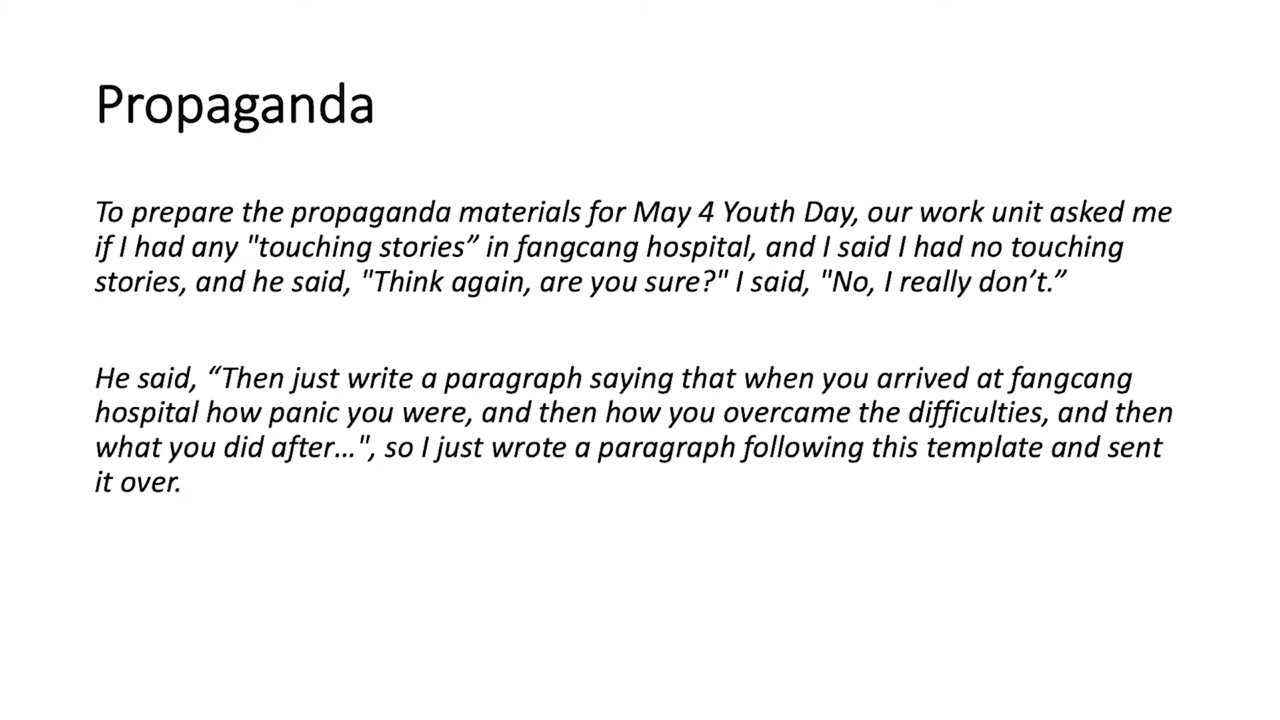 Propaganda
To prepare the propaganda materials for May 4 Youth Day, our work unit asked me
if I had any "touching stories” in fangcang hospital, and I said I had no touching
stories, and he said, "Think again, are you sure?" I said, "No, I really don’t.”
He said, “Then just write a paragraph saying that when you arrived at fangcang
hospital how panic you were, and then how you overcame the difficulties, and then
what you did after…", so I just wrote a paragraph following this template and sent
it over.